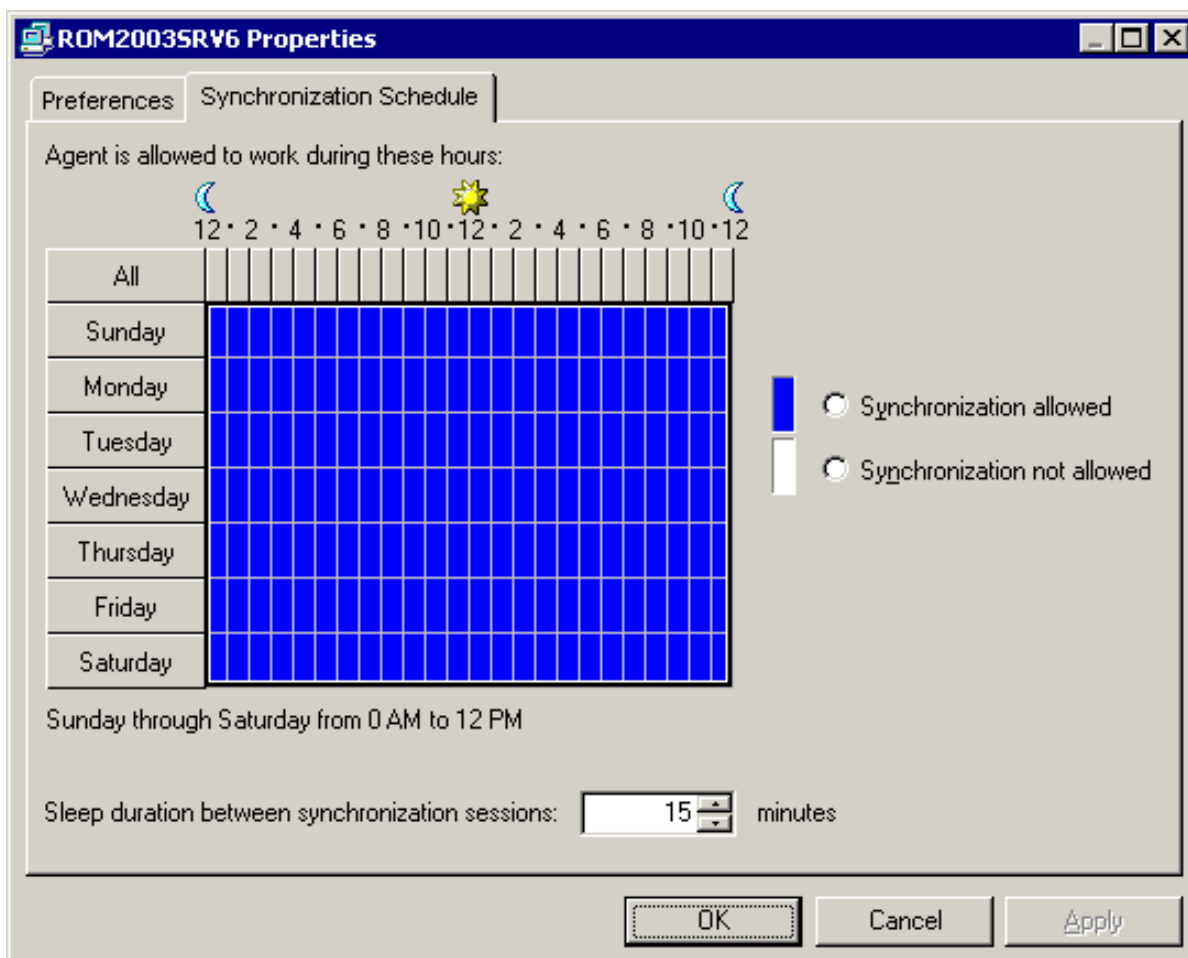 ROM2003SRV6 Properties
Preferences
Synchronization Schedule
Agent is allowed to work during these hours:
12 · 2 · 4 · 6 · 8 · 10 · 12 · 2 · 4 · 6 · 8 · 10 · 12
All
Sunday
Monday
Tuesday
Wednesday
Thursday
Friday
Saturday
Synchronization allowed
Synchronization not allowed
Sunday through Saturday from 0 AM to 12 PM
Sleep duration between synchronization sessions: 15 minutes
OK Cancel Apply